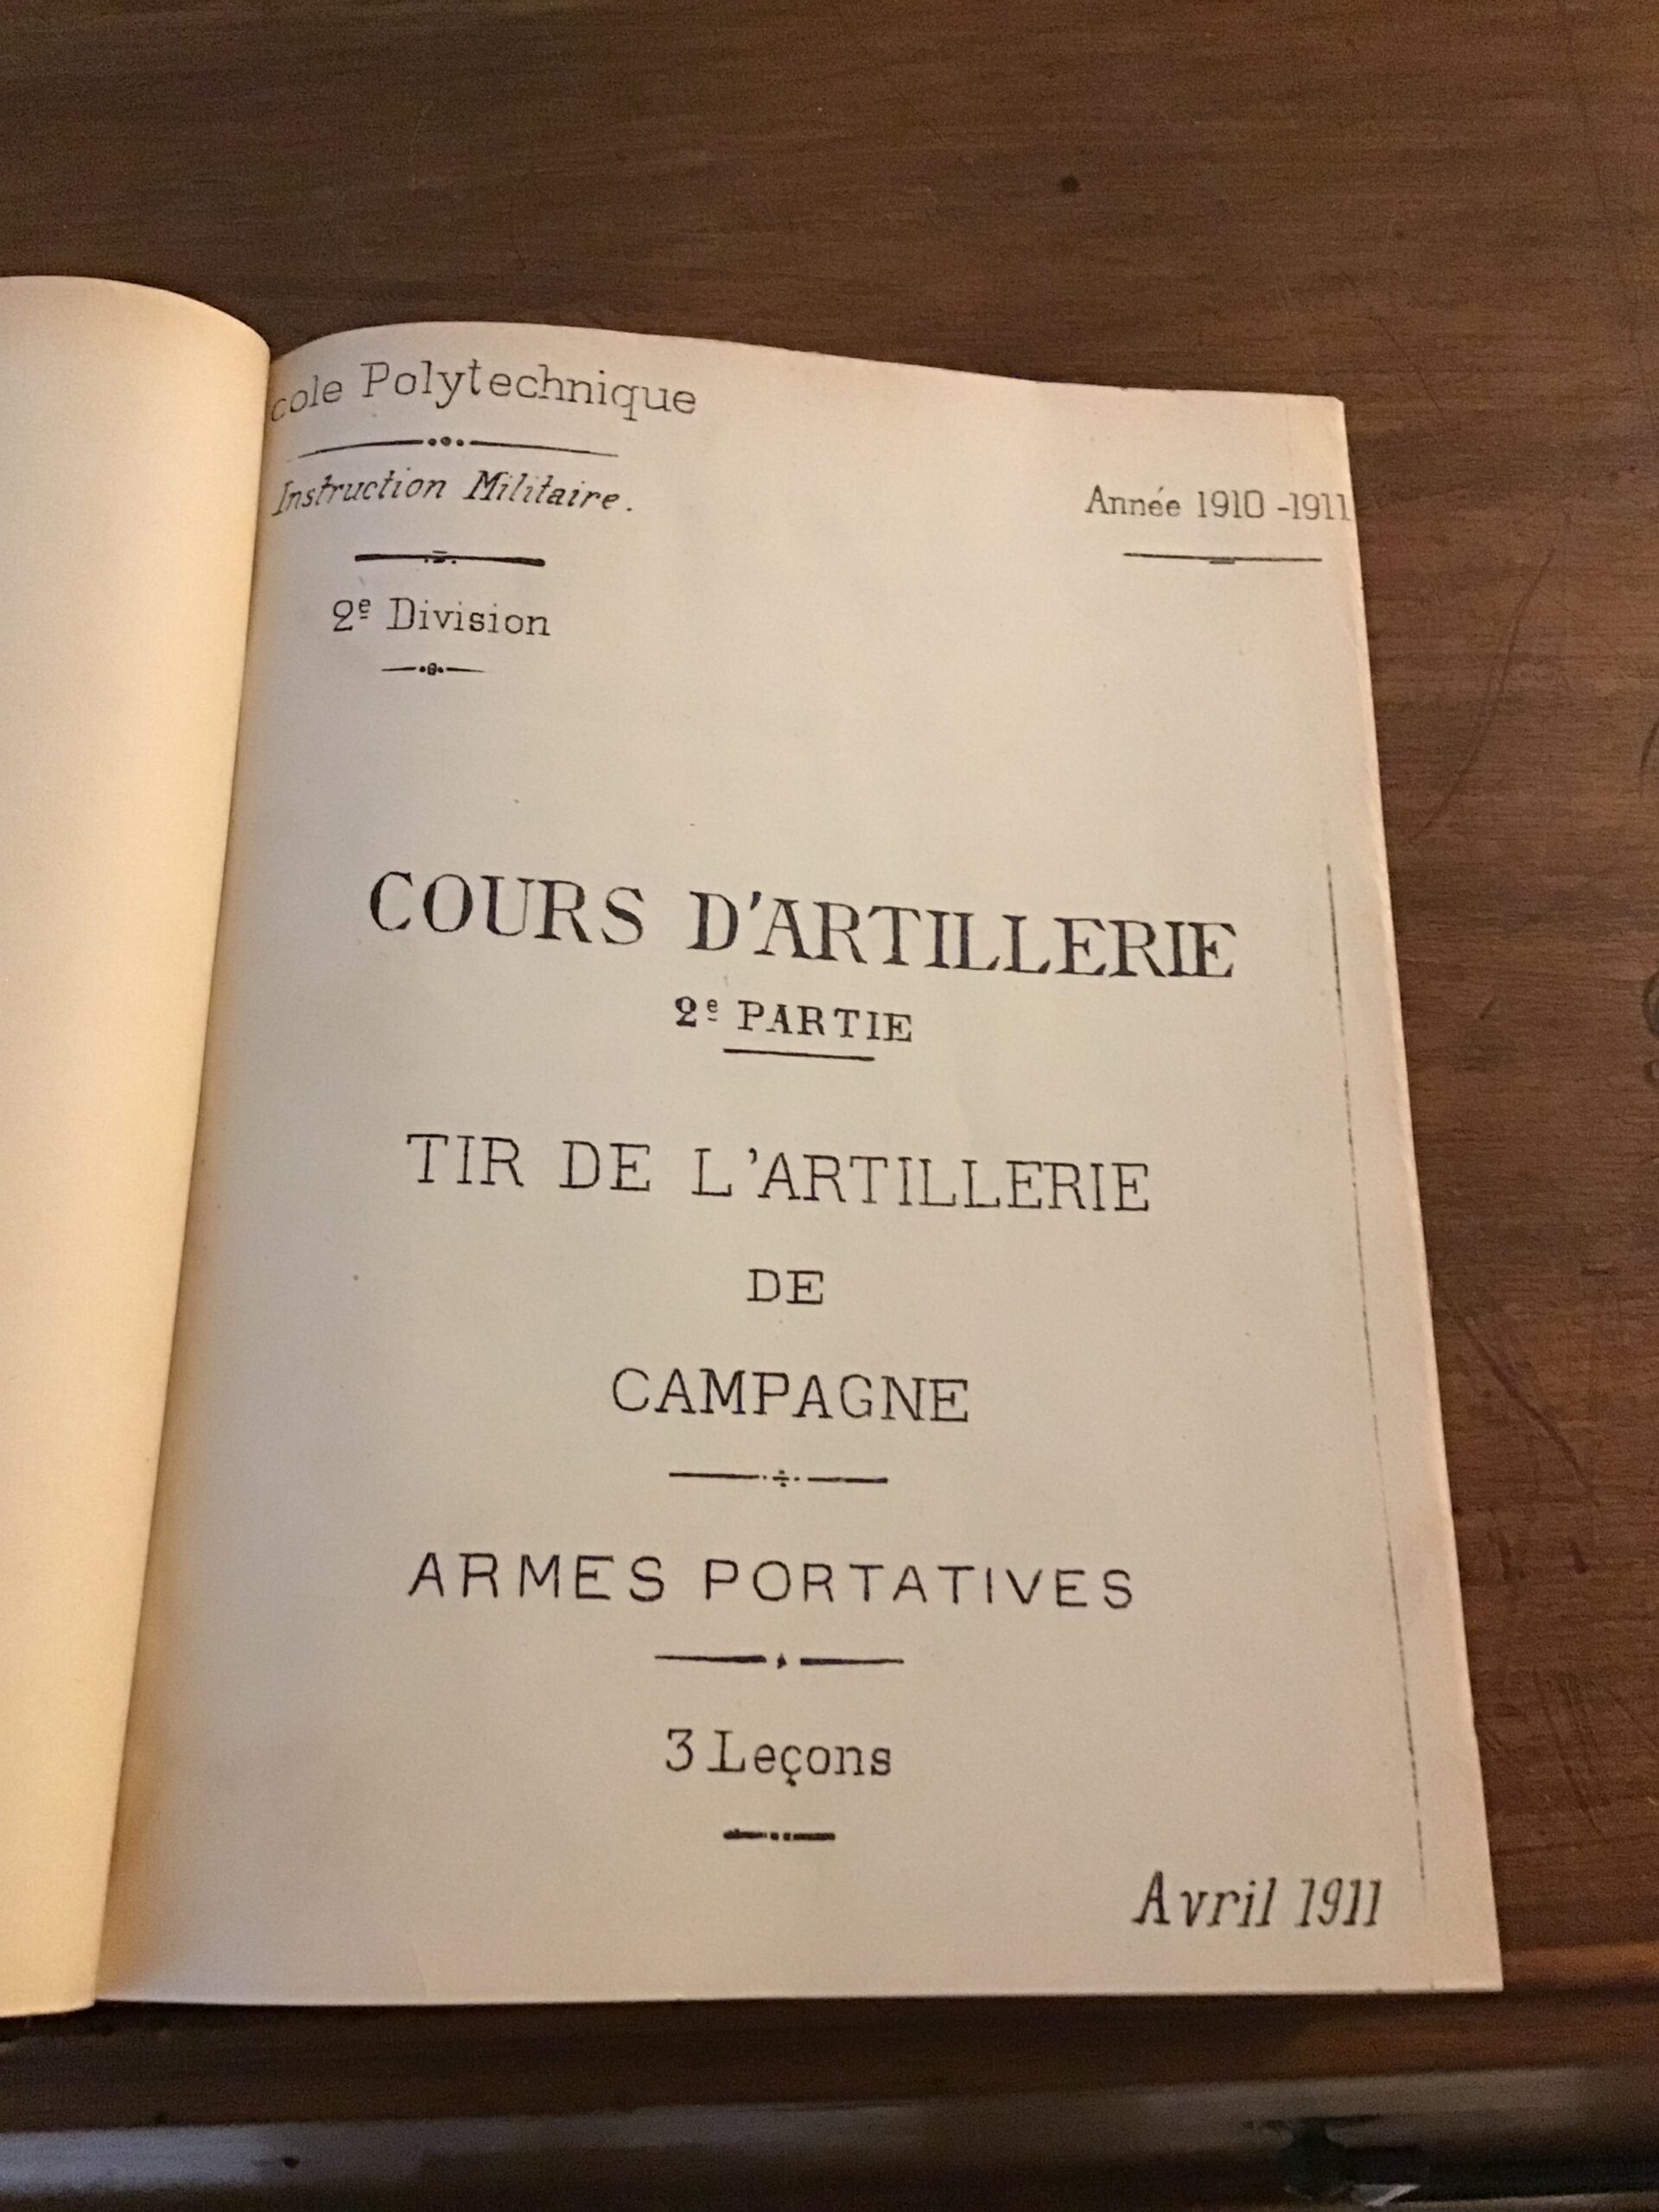 cole Polytechnique
Instruction Militaire.
Année 1910-1911
2e Division
COURS D'ARTILLERIE
2e PARTIE
TIR DE L'ARTILLERIE
DE
CAMPAGNE
ARMES PORTATIVES
3 Leçons
Avril 1911